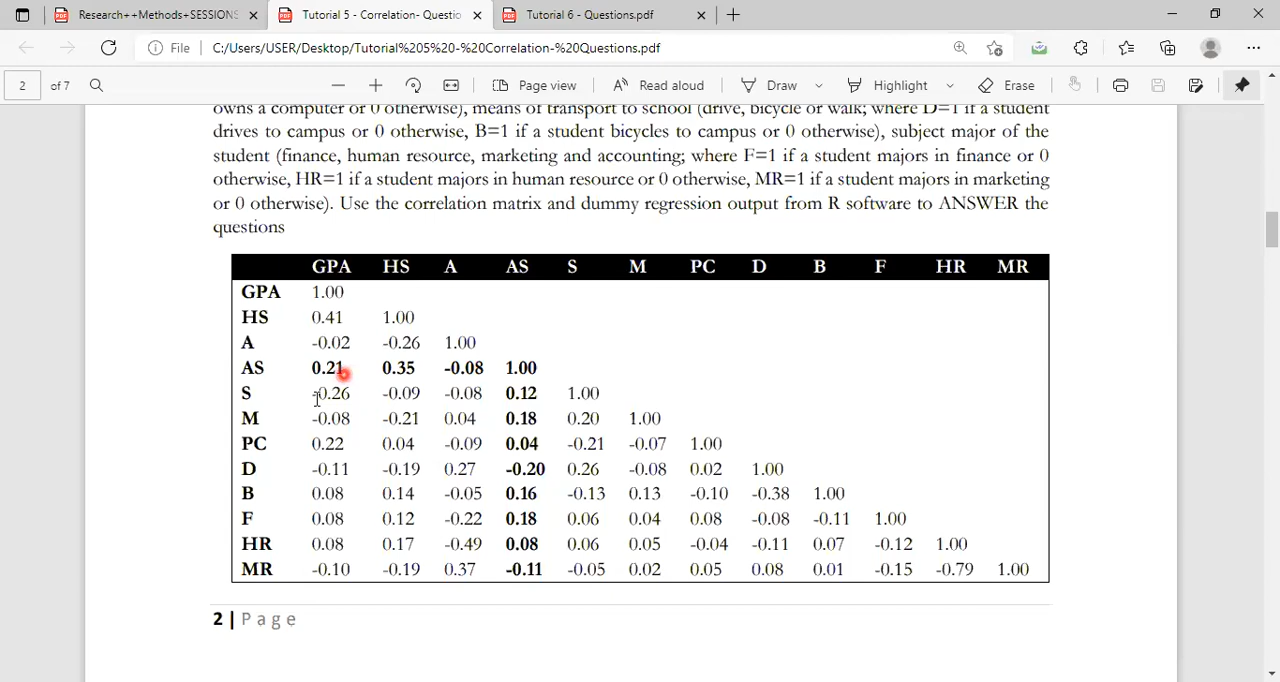 Research++Methods+SESSIONS
Tutorial 5 - Correlation- Questio
Tutorial 6 - Questions.pdf
File C:/Users/USER/Desktop/Tutorial%205%20-%20Correlation-%20Questions.pdf
2 of 7 Page view Read aloud Draw Highlight Erase
owns a computer or 0 otherwise), means of transport to school (drive, bicycle or walk; where D=1 if a student
drives to campus or 0 otherwise, B=1 if a student bicycles to campus or 0 otherwise), subject major of the
student (finance, human resource, marketing and accounting; where F=1 if a student majors in finance or 0
otherwise, HR=1 if a student majors in human resource or 0 otherwise, MR=1 if a student majors in marketing
or 0 otherwise). Use the correlation matrix and dummy regression output from R software to ANSWER the
questions
GPA HS A AS S M PC D B F HR MR
GPA 1.00
HS 0.41 1.00
A -0.02 -0.26 1.00
AS 0.21 0.35 -0.08 1.00
S -0.26 -0.09 -0.08 0.12 1.00
M -0.08 -0.21 0.04 0.18 0.20 1.00
PC 0.22 0.04 -0.09 0.04 -0.21 -0.07 1.00
D -0.11 -0.19 0.27 -0.20 0.26 -0.08 0.02 1.00
B 0.08 0.14 -0.05 0.16 -0.13 0.13 -0.10 -0.38 1.00
F 0.08 0.12 -0.22 0.18 0.06 0.04 0.08 -0.08 -0.11 1.00
HR 0.08 0.17 -0.49 0.08 0.06 0.05 -0.04 -0.11 0.07 -0.12 1.00
MR -0.10 -0.19 0.37 -0.11 -0.05 0.02 0.05 0.08 0.01 -0.15 -0.79 1.00
2 | P a g e